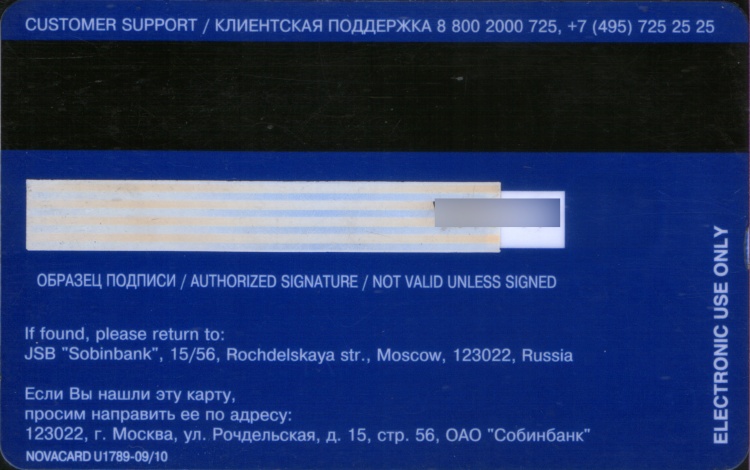 CUSTOMER SUPPORT / КЛИЕНТСКАЯ ПОДДЕРЖКА 8 800 2000 725, +7 (495) 725 25 25
ОБРАЗЕЦ ПОДПИСИ / AUTHORIZED SIGNATURE / NOT VALID UNLESS SIGNED
ELECTRONIC USE ONLY
If found, please return to:
JSB "Sobinbank", 15/56, Rochdelskaya str., Moscow, 123022, Russia
Если Вы нашли эту карту,
просим направить ее по адресу:
123022, г. Москва, ул. Рочдельская, д. 15, стр. 56, ОАО "Собинбанк"
NOVACARD U1789-09/10